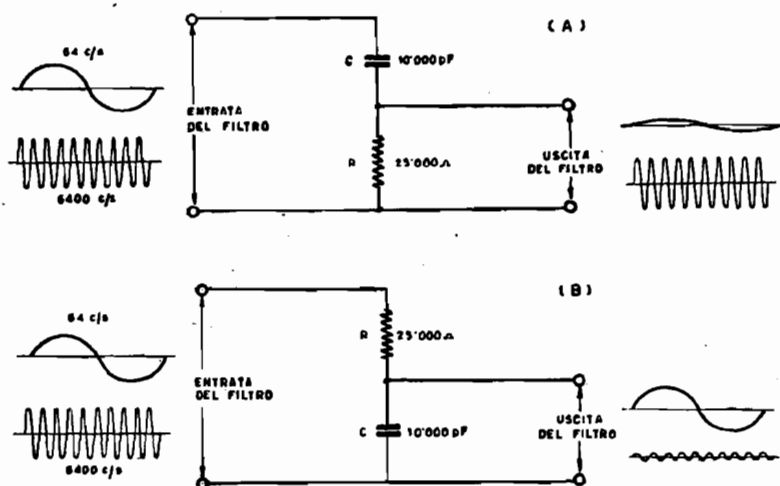 (A)
64 c/s
C 10'000 pF
ENTRATA
DEL FILTRO
R 25'000 Ω
USCITA
DEL FILTRO
6400 c/s
(B)
64 c/s
R 25'000 Ω
ENTRATA
DEL FILTRO
C 10'000 pF
USCITA
DEL FILTRO
6400 c/s